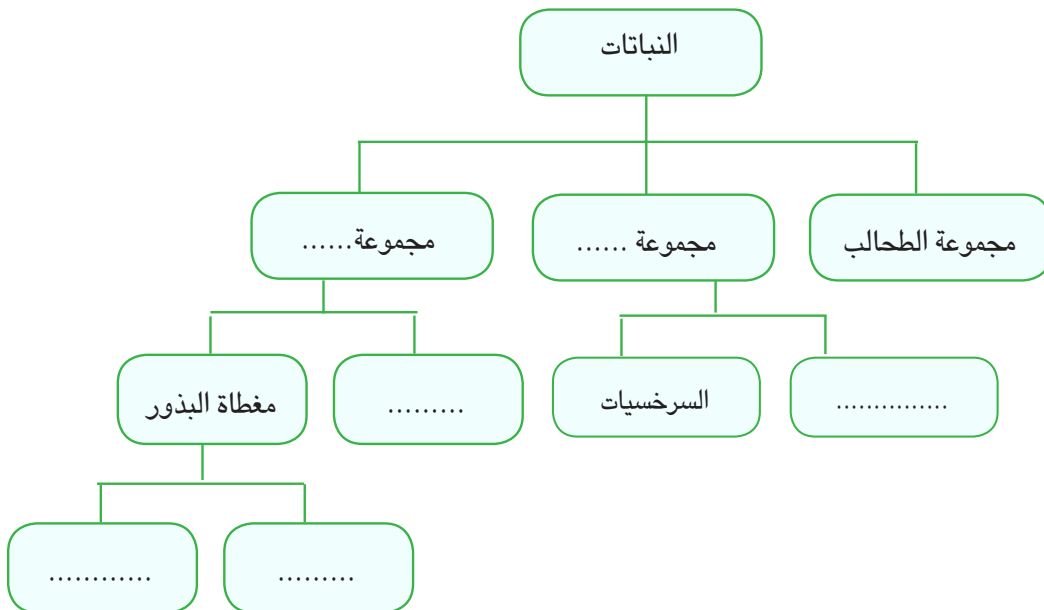 النباتات
مجموعة الطحالب
مجموعة ......
مجموعة......
...............
السرخسيات
.........
مغطاة البذور
.........
............